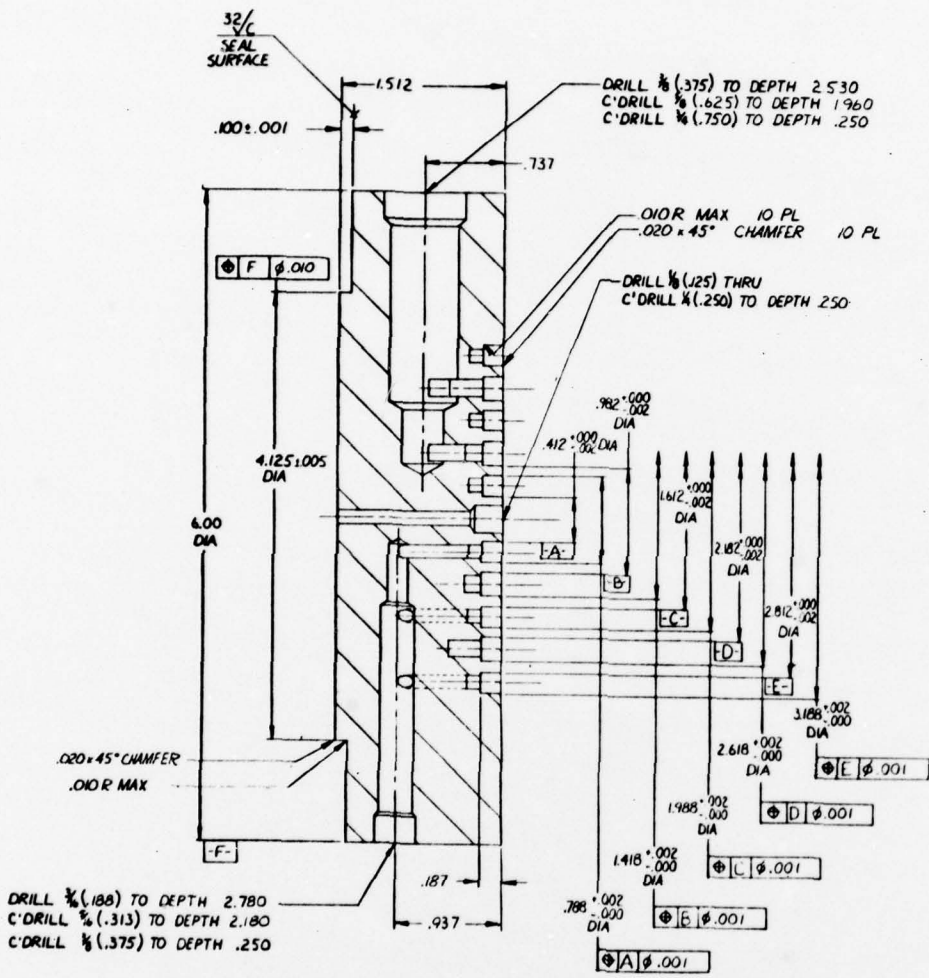 32/C
SEAL
SURFACE
1.512
DRILL 3/8 (.375) TO DEPTH 2.530
C'DRILL 5/8 (.625) TO DEPTH 1.960
C'DRILL 3/4 (.750) TO DEPTH .250
.100±.001
.737
.010 R MAX 10 PL
.020 x 45° CHAMFER 10 PL
⌖ F ⌀.010
DRILL 1/8 (.125) THRU
C'DRILL 1/4 (.250) TO DEPTH .250
.982 +.000 -.002
DIA
.412 +.000 -.002 DIA
4.125±.005
DIA
1.612 +.000 -.002
DIA
6.00
DIA
2.182 +.000 -.002
DIA
-A-
-B-
2.812 +.000 -.002
DIA
-C-
-D-
-E-
3.188 +.002 -.000
DIA
.020 x 45° CHAMFER
.010 R MAX
2.618 +.002 -.000
DIA
⌖ E ⌀.001
1.988 +.002 -.000
DIA
⌖ D ⌀.001
-F-
1.418 +.002 -.000
DIA
⌖ C ⌀.001
.187
DRILL 3/16 (.188) TO DEPTH 2.780
C'DRILL 5/16 (.313) TO DEPTH 2.180
C'DRILL 3/8 (.375) TO DEPTH .250
.937
.788 +.002 -.000
DIA
⌖ B ⌀.001
⌖ A ⌀.001